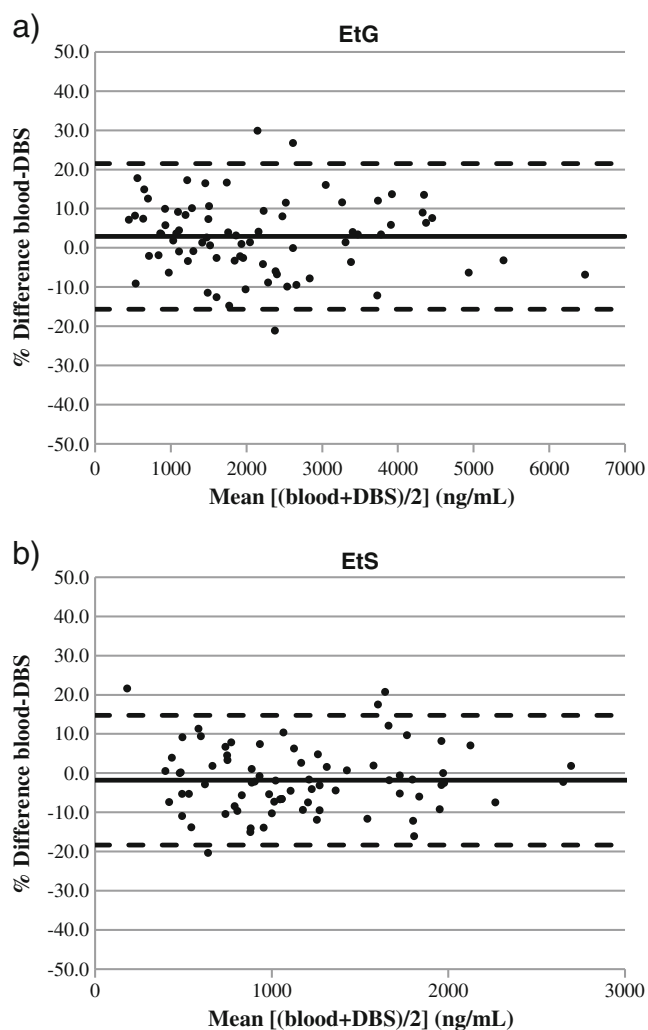 a)
EtG
50.0
40.0
30.0
20.0
10.0
0.0
-10.0
-20.0
-30.0
-40.0
-50.0
% Difference blood-DBS
0 1000 2000 3000 4000 5000 6000 7000
Mean [(blood+DBS)/2] (ng/mL)
b)
EtS
50.0
40.0
30.0
20.0
10.0
0.0
-10.0
-20.0
-30.0
-40.0
-50.0
% Difference blood-DBS
0 1000 2000 3000
Mean [(blood+DBS)/2] (ng/mL)